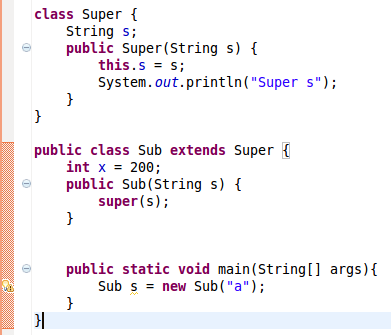 class Super {
    String s;
    public Super(String s) {
        this.s = s;
        System.out.println("Super s");
    }
}

public class Sub extends Super {
    int x = 200;
    public Sub(String s) {
        super(s);
    }


    public static void main(String[] args){
        Sub s = new Sub("a");
    }
}